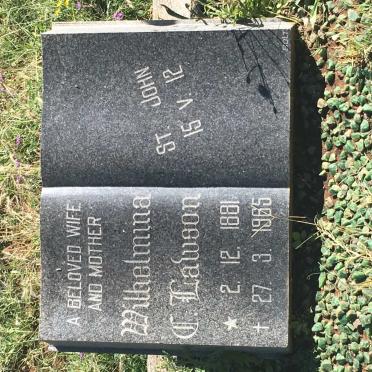 A BELOVED WIFE
AND MOTHER
Wilhelmina
C. Lawson
★ 2. 12. 1881
+ 27. 3. 1965
ST. JOHN
15 V. 12